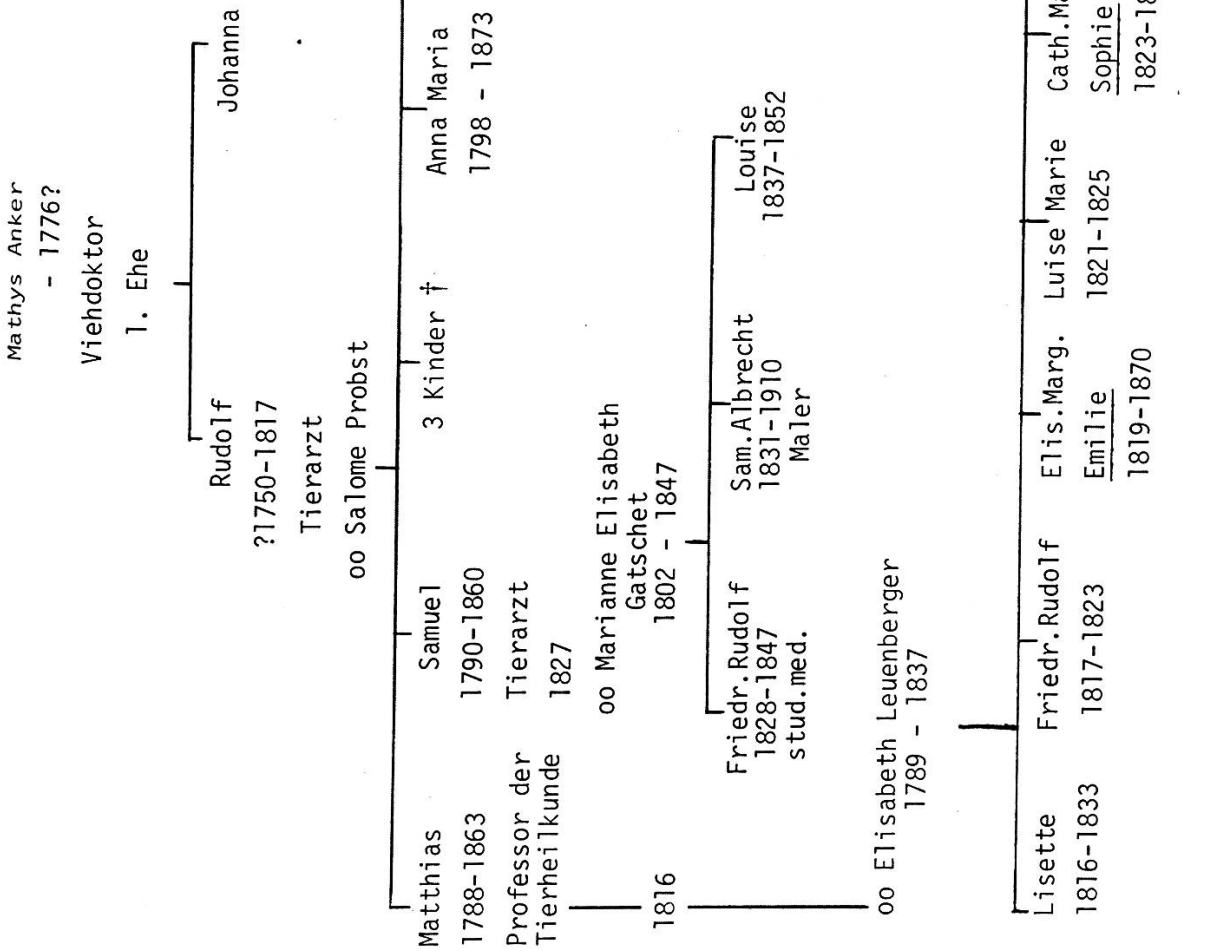 Mathys Anker
- 1776?
Viehdoktor
1. Ehe
Rudolf
?1750-1817
Tierarzt
oo Salome Probst
Johanna
Matthias
1788-1863
Professor der
Tierheilkunde
1816
oo Elisabeth Leuenberger
1789 - 1837
Samuel
1790-1860
Tierarzt
1827
oo Marianne Elisabeth
Gatschet
1802 - 1847
3 Kinder †
Anna Maria
1798 - 1873
Friedr.Rudolf
1828-1847
stud.med.
Sam.Albrecht
1831-1910
Maler
Louise
1837-1852
Lisette
1816-1833
Friedr.Rudolf
1817-1823
Elis.Marg.
Emilie
1819-1870
Luise Marie
1821-1825
Cath.Ma
Sophie
1823-18